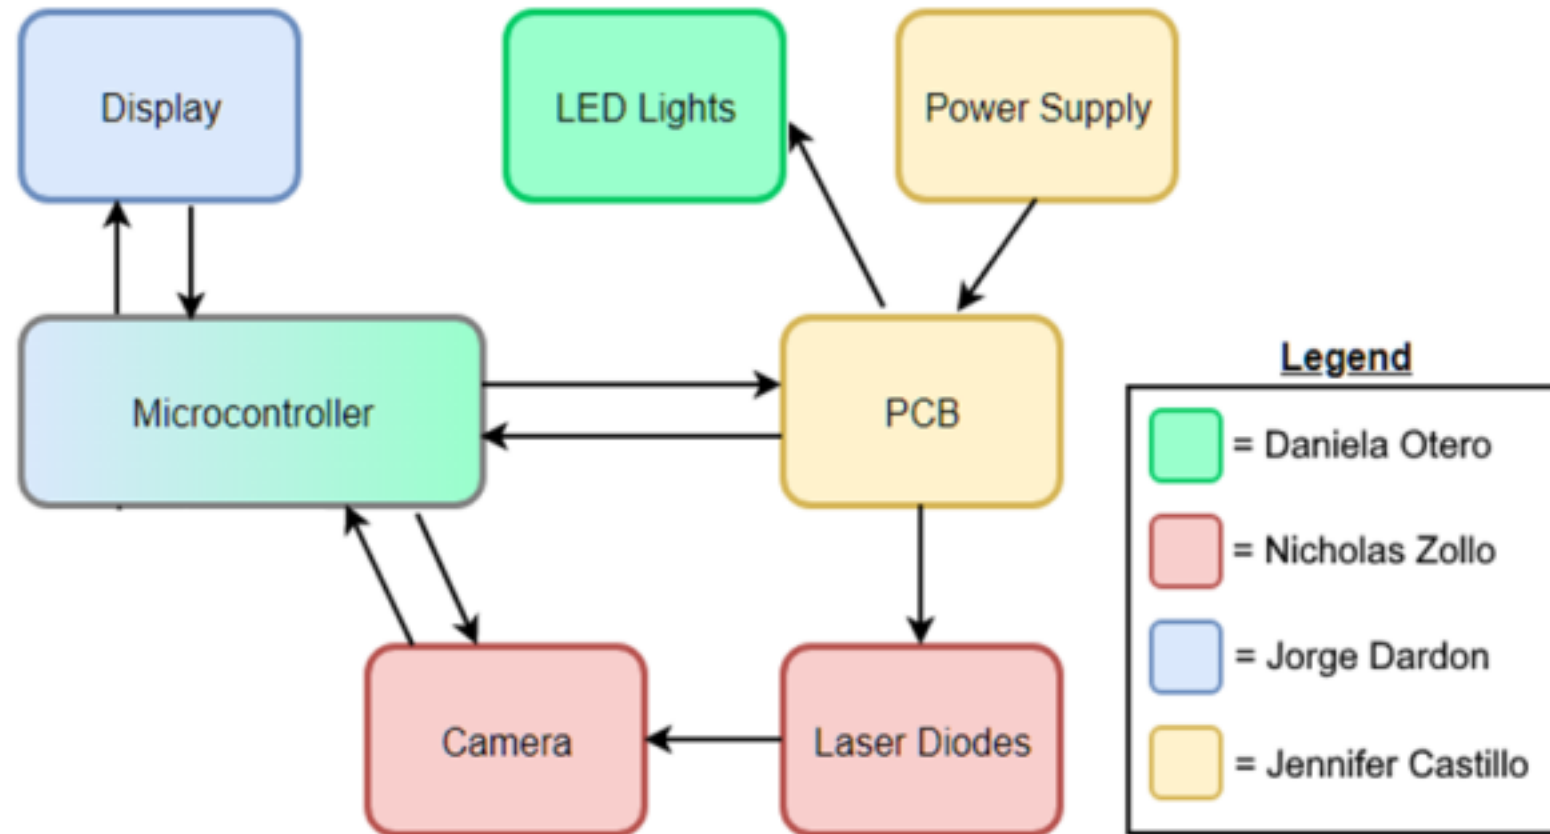 Display
LED Lights
Power Supply
Microcontroller
PCB
Camera
Laser Diodes
Legend
= Daniela Otero
= Nicholas Zollo
= Jorge Dardon
= Jennifer Castillo